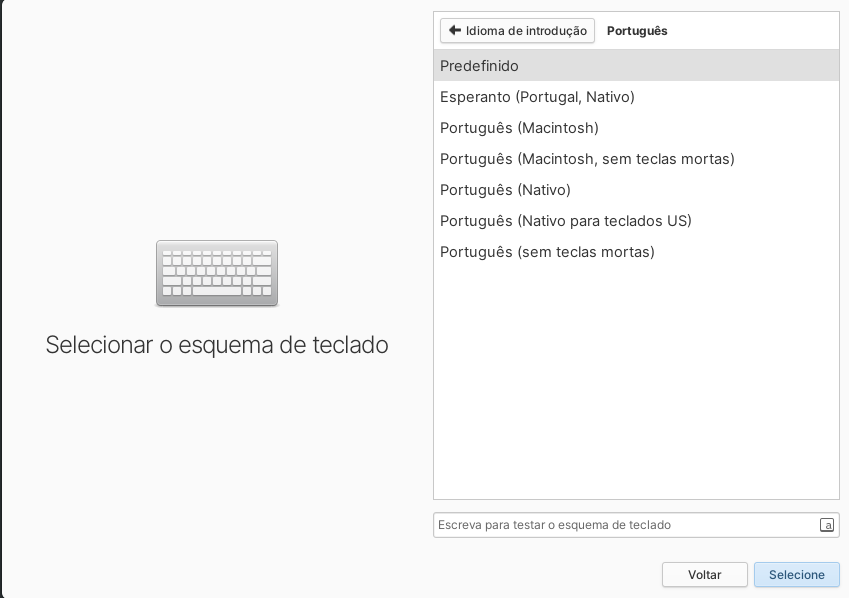 Idioma de introdução Português
Predefinido
Esperanto (Portugal, Nativo)
Português (Macintosh)
Português (Macintosh, sem teclas mortas)
Português (Nativo)
Português (Nativo para teclados US)
Português (sem teclas mortas)
Selecionar o esquema de teclado
Escreva para testar o esquema de teclado a
Voltar Selecione